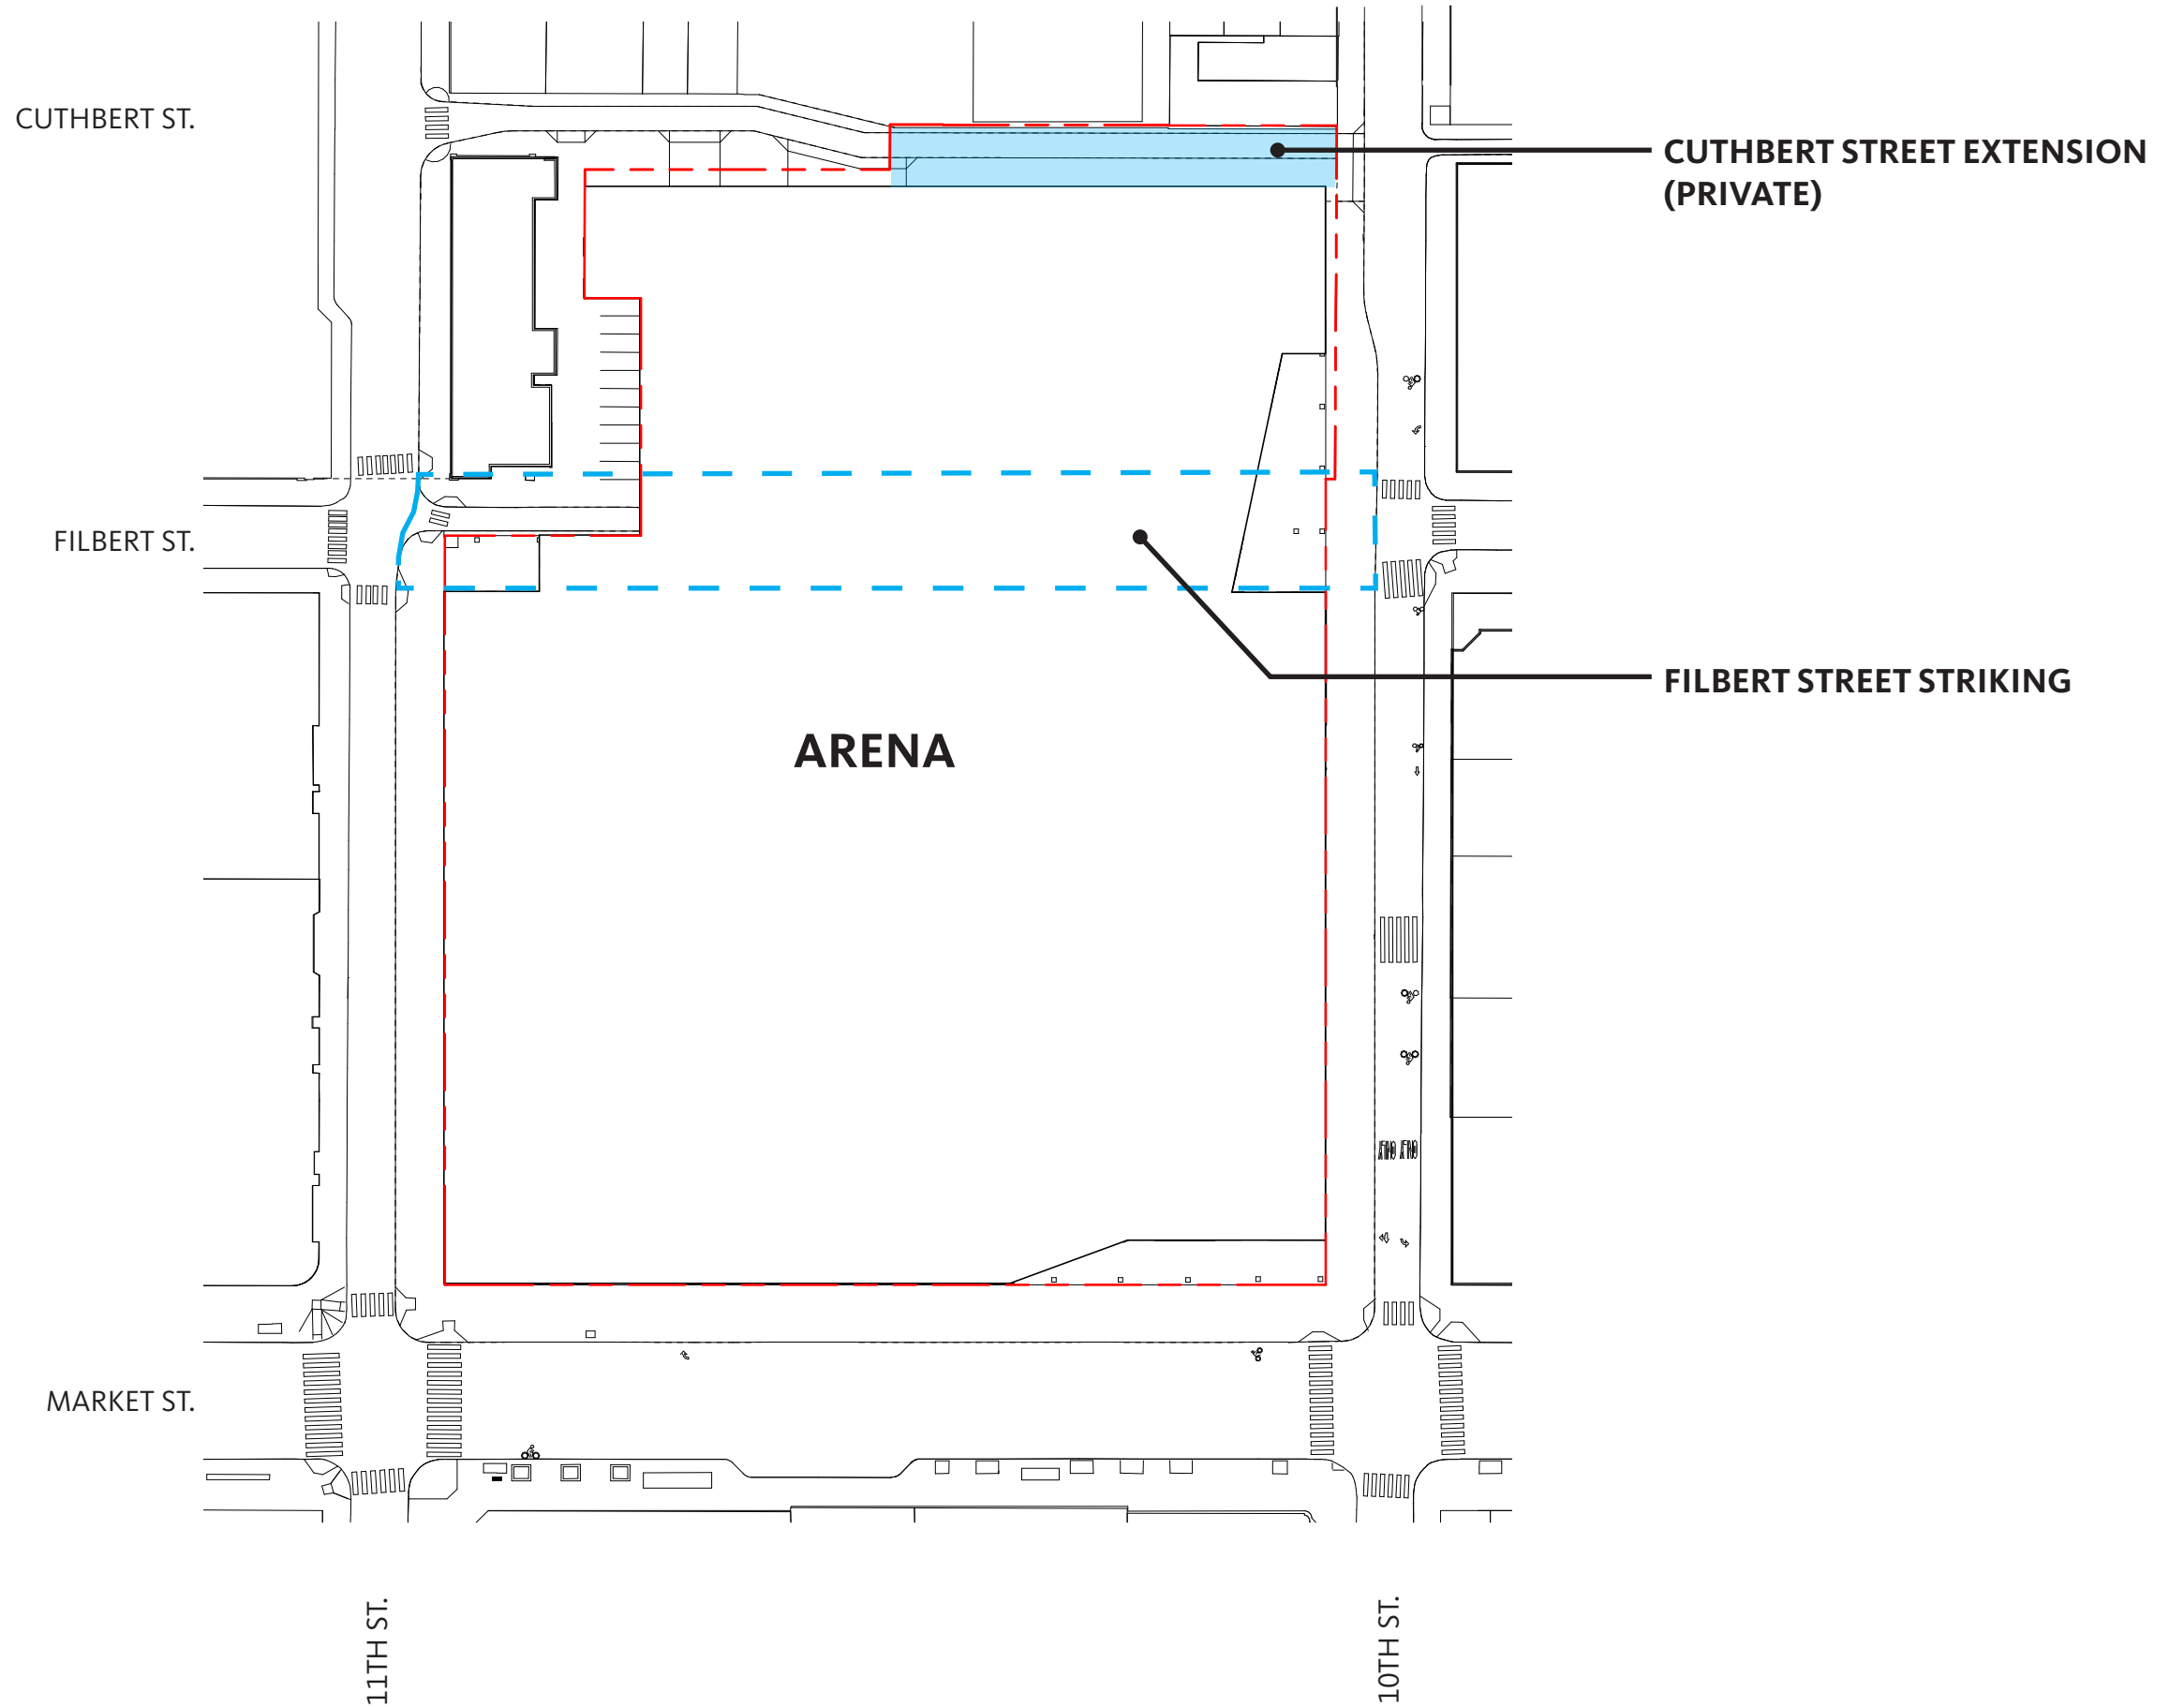 CUTHBERT ST.
CUTHBERT STREET EXTENSION
(PRIVATE)
FILBERT ST.
FILBERT STREET STRIKING
ARENA
MARKET ST.
11TH ST.
10TH ST.